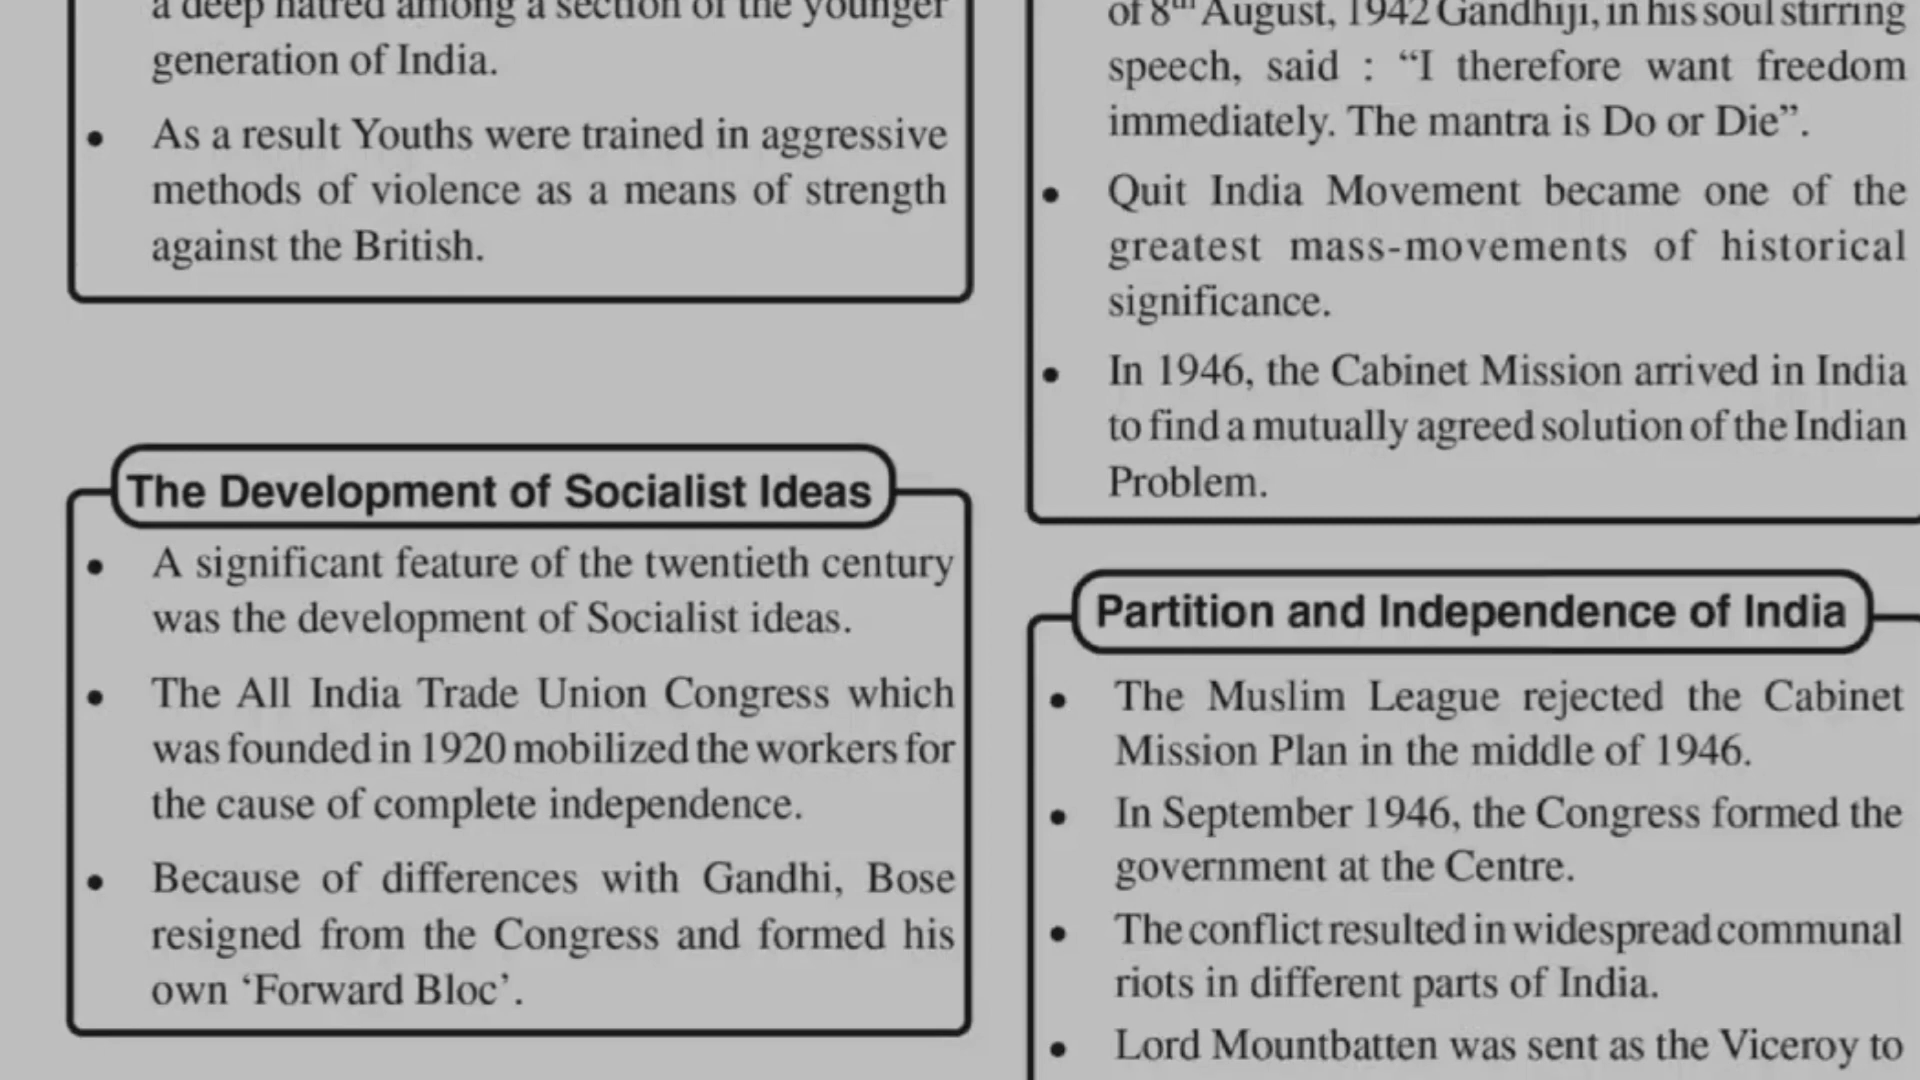 a deep hatred among a section of the younger
generation of India.
• As a result Youths were trained in aggressive
methods of violence as a means of strength
against the British.
The Development of Socialist Ideas
• A significant feature of the twentieth century
was the development of Socialist ideas.
• The All India Trade Union Congress which
was founded in 1920 mobilized the workers for
the cause of complete independence.
• Because of differences with Gandhi, Bose
resigned from the Congress and formed his
own ‘Forward Bloc’.
of 8th August, 1942 Gandhiji, in his soul stirring
speech, said : “I therefore want freedom
immediately. The mantra is Do or Die”.
• Quit India Movement became one of the
greatest mass-movements of historical
significance.
• In 1946, the Cabinet Mission arrived in India
to find a mutually agreed solution of the Indian
Problem.
Partition and Independence of India
• The Muslim League rejected the Cabinet
Mission Plan in the middle of 1946.
• In September 1946, the Congress formed the
government at the Centre.
• The conflict resulted in widespread communal
riots in different parts of India.
• Lord Mountbatten was sent as the Viceroy to